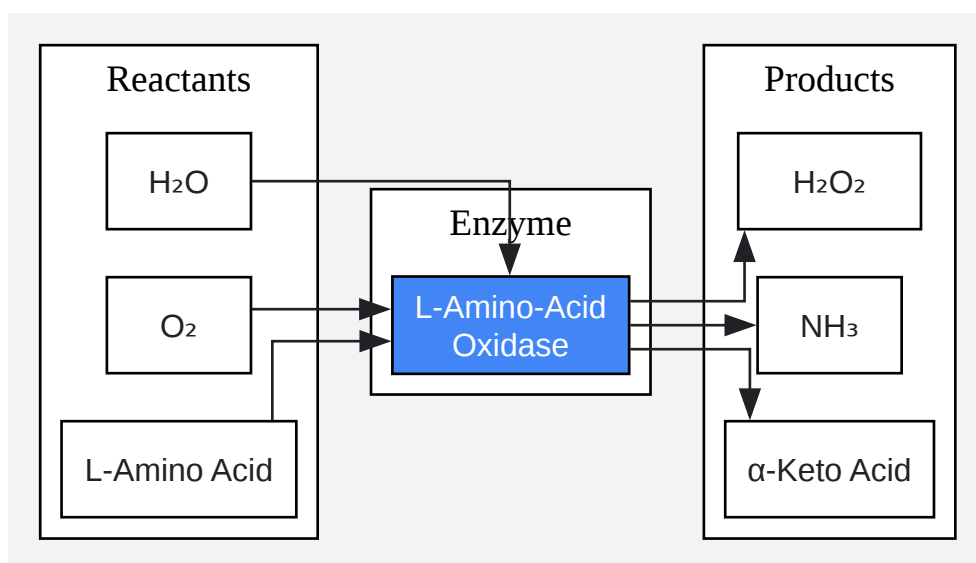 Reactants
H₂O
O₂
L-Amino Acid
Enzyme
L-Amino-Acid
Oxidase
Products
H₂O₂
NH₃
α-Keto Acid